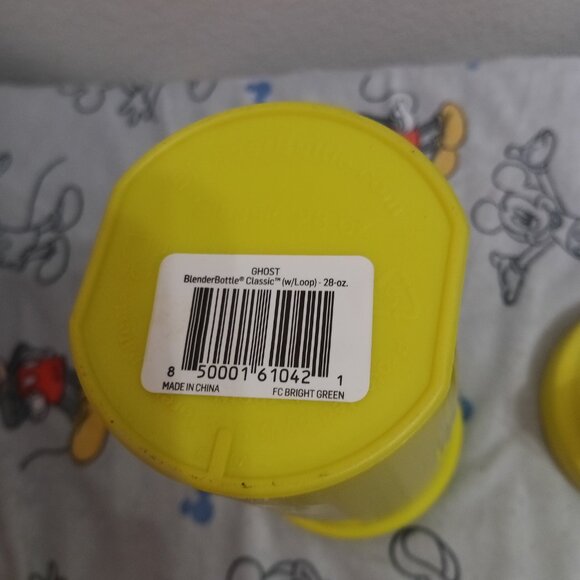 GHOST
BlenderBottle® Classic™ (w/Loop) - 28-oz.
8 50001 61042 1
MADE IN CHINA FC BRIGHT GREEN